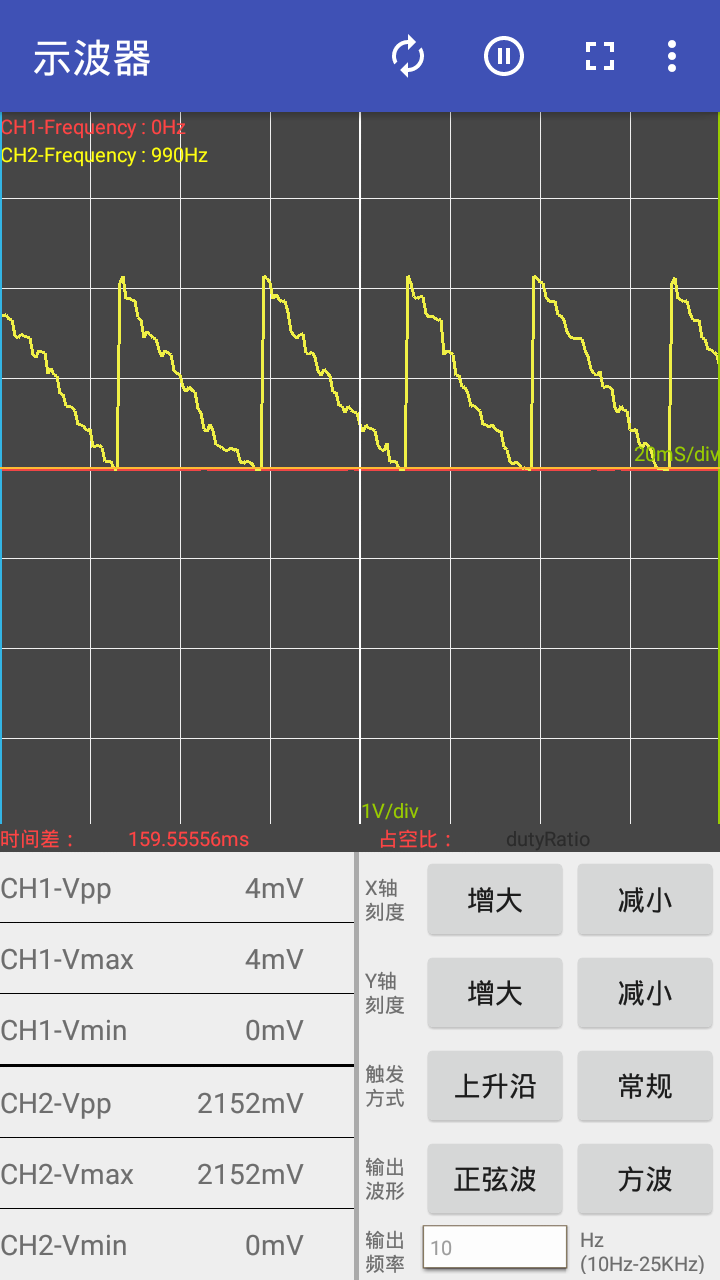 示波器
CH1-Frequency : 0Hz
CH2-Frequency : 990Hz
20mS/div
1V/div
时间差： 159.55556ms 占空比： dutyRatio
CH1-Vpp 4mV
CH1-Vmax 4mV
CH1-Vmin 0mV
CH2-Vpp 2152mV
CH2-Vmax 2152mV
CH2-Vmin 0mV
X轴
刻度
增大 减小
Y轴
刻度
增大 减小
触发
方式
上升沿 常规
输出
波形
正弦波 方波
输出
频率
10
Hz
(10Hz-25KHz)